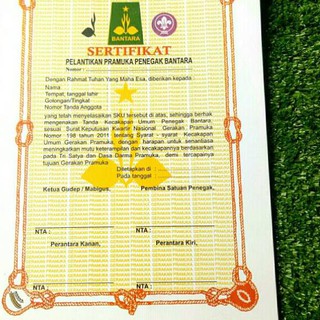 BANTARA
SERTIFIKAT
PELANTIKAN PRAMUKA PENEGAK BANTARA
Nomor :
Dengan Rahmat Tuhan Yang Maha Esa, diberikan kepada :
Nama
Tempat, tanggal lahir
Golongan/Tingkat
Nomor Tanda Anggota
yang telah menyelesaikan SKU tersebut di atas, sehingga berhak
mengenakan Tanda Kecakapan Umum Penegak Bantara,
sesuai Surat Keputusan Kwartir Nasional Gerakan Pramuka
Nomor 198 tahun 2011 tentang Syarat - syarat Kecakapan
Umum Gerakan Pramuka, dengan harapan untuk senantiasa
meningkatkan mutu keterampilan dan kecakapannya berdasarkan
pada Tri Satya dan Dasa Darma Pramuka, demi tercapainya
tujuan Gerakan Pramuka.
Ditetapkan di
Pada tanggal
Ketua Gudep / Mabigus,
Pembina Satuan Penegak,
NTA :
NTA :
Perantara Kanan,
Perantara Kiri,
NTA :
NTA :